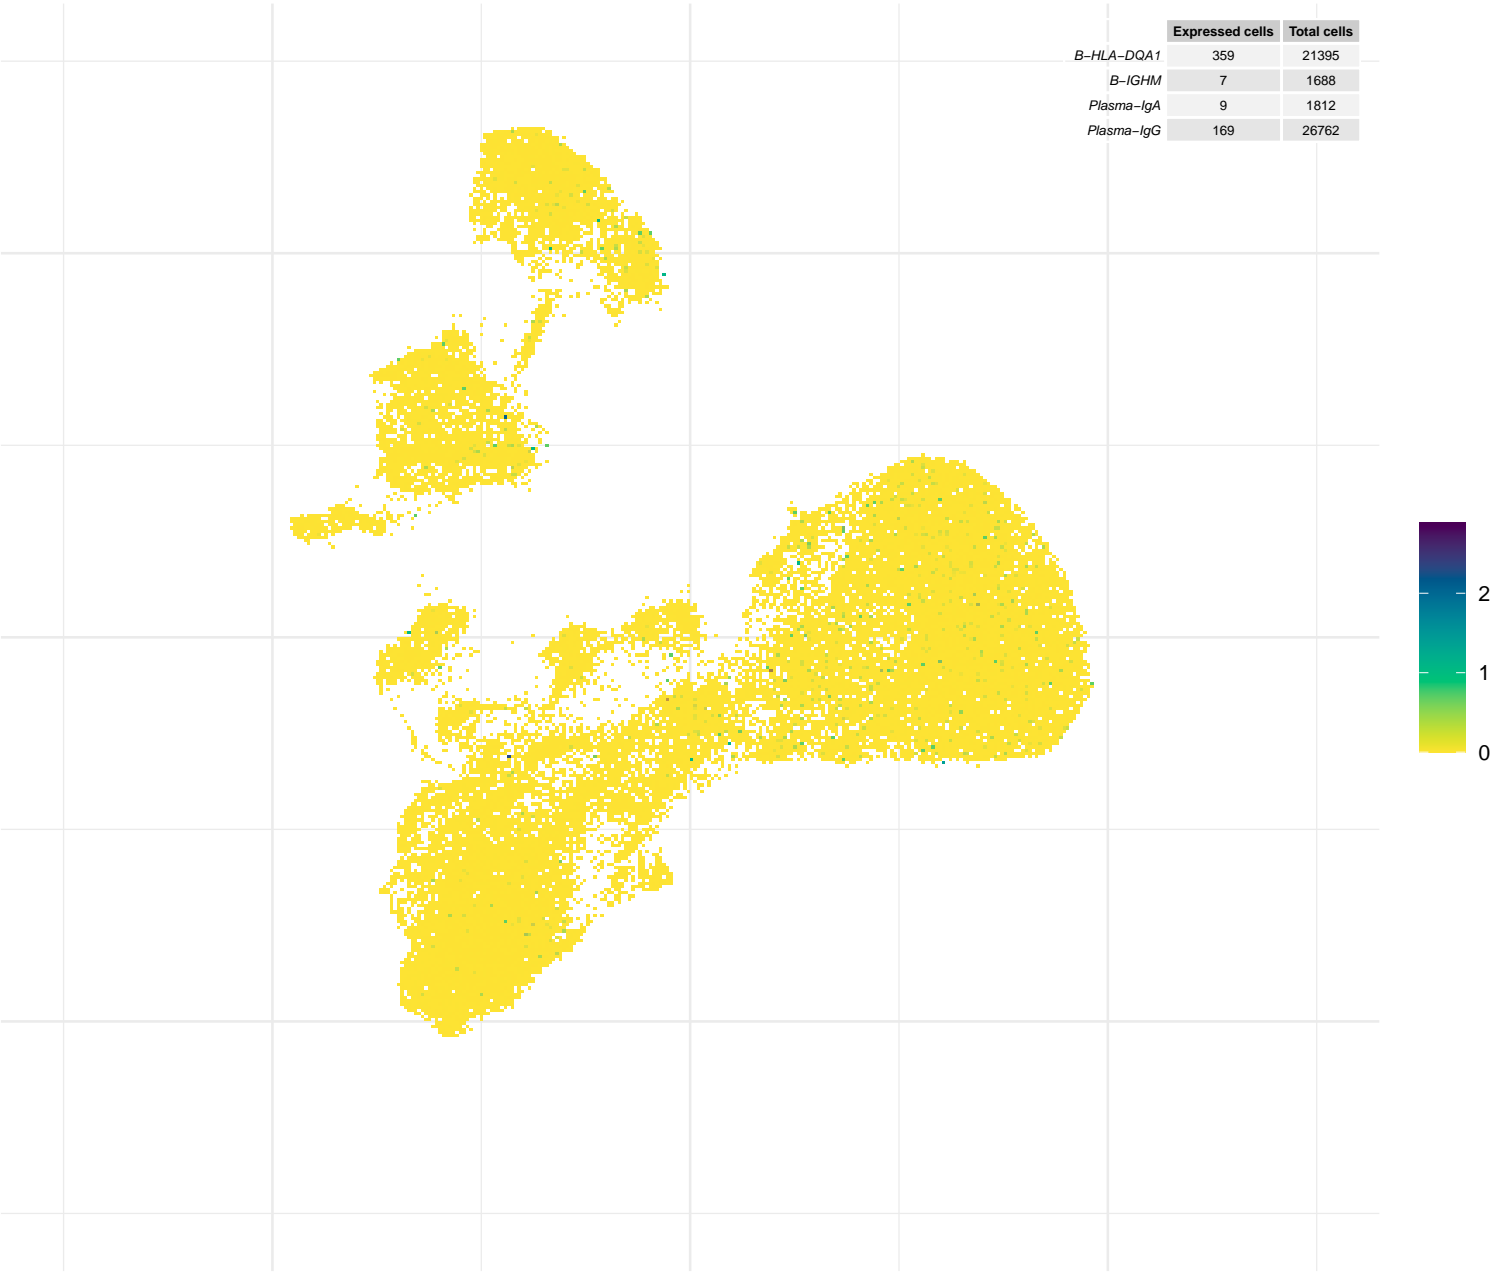 Expressed cells Total cells
B−HLA−DQA1 359 21395
B−IGHM 7 1688
Plasma−IgA 9 1812
Plasma−IgG 169 26762
2
1
0